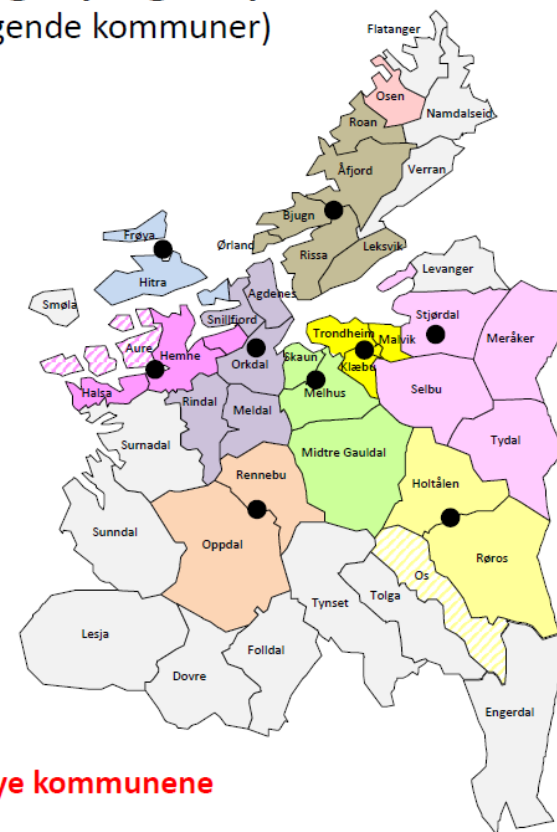 gende kommuner)
Flatanger
Osen
Namdalseid
Roan
Åfjord
Verran
Bjugn
Frøya
Ørland
Leksvik
Rissa
Levanger
Hitra
Agdenes
Smøla
Stjørdal
Snillfjord
Trondheim
Malvik
Meråker
Aure
Hemne
Orkdal
Skaun
Klæbu
Halsa
Rindal
Melhus
Selbu
Meldal
Surnadal
Tydal
Midtre Gauldal
Rennebu
Holtålen
Sunndal
Oppdal
Røros
Os
Tolga
Tynset
Lesja
Folldal
Dovre
Engerdal
ye kommunene